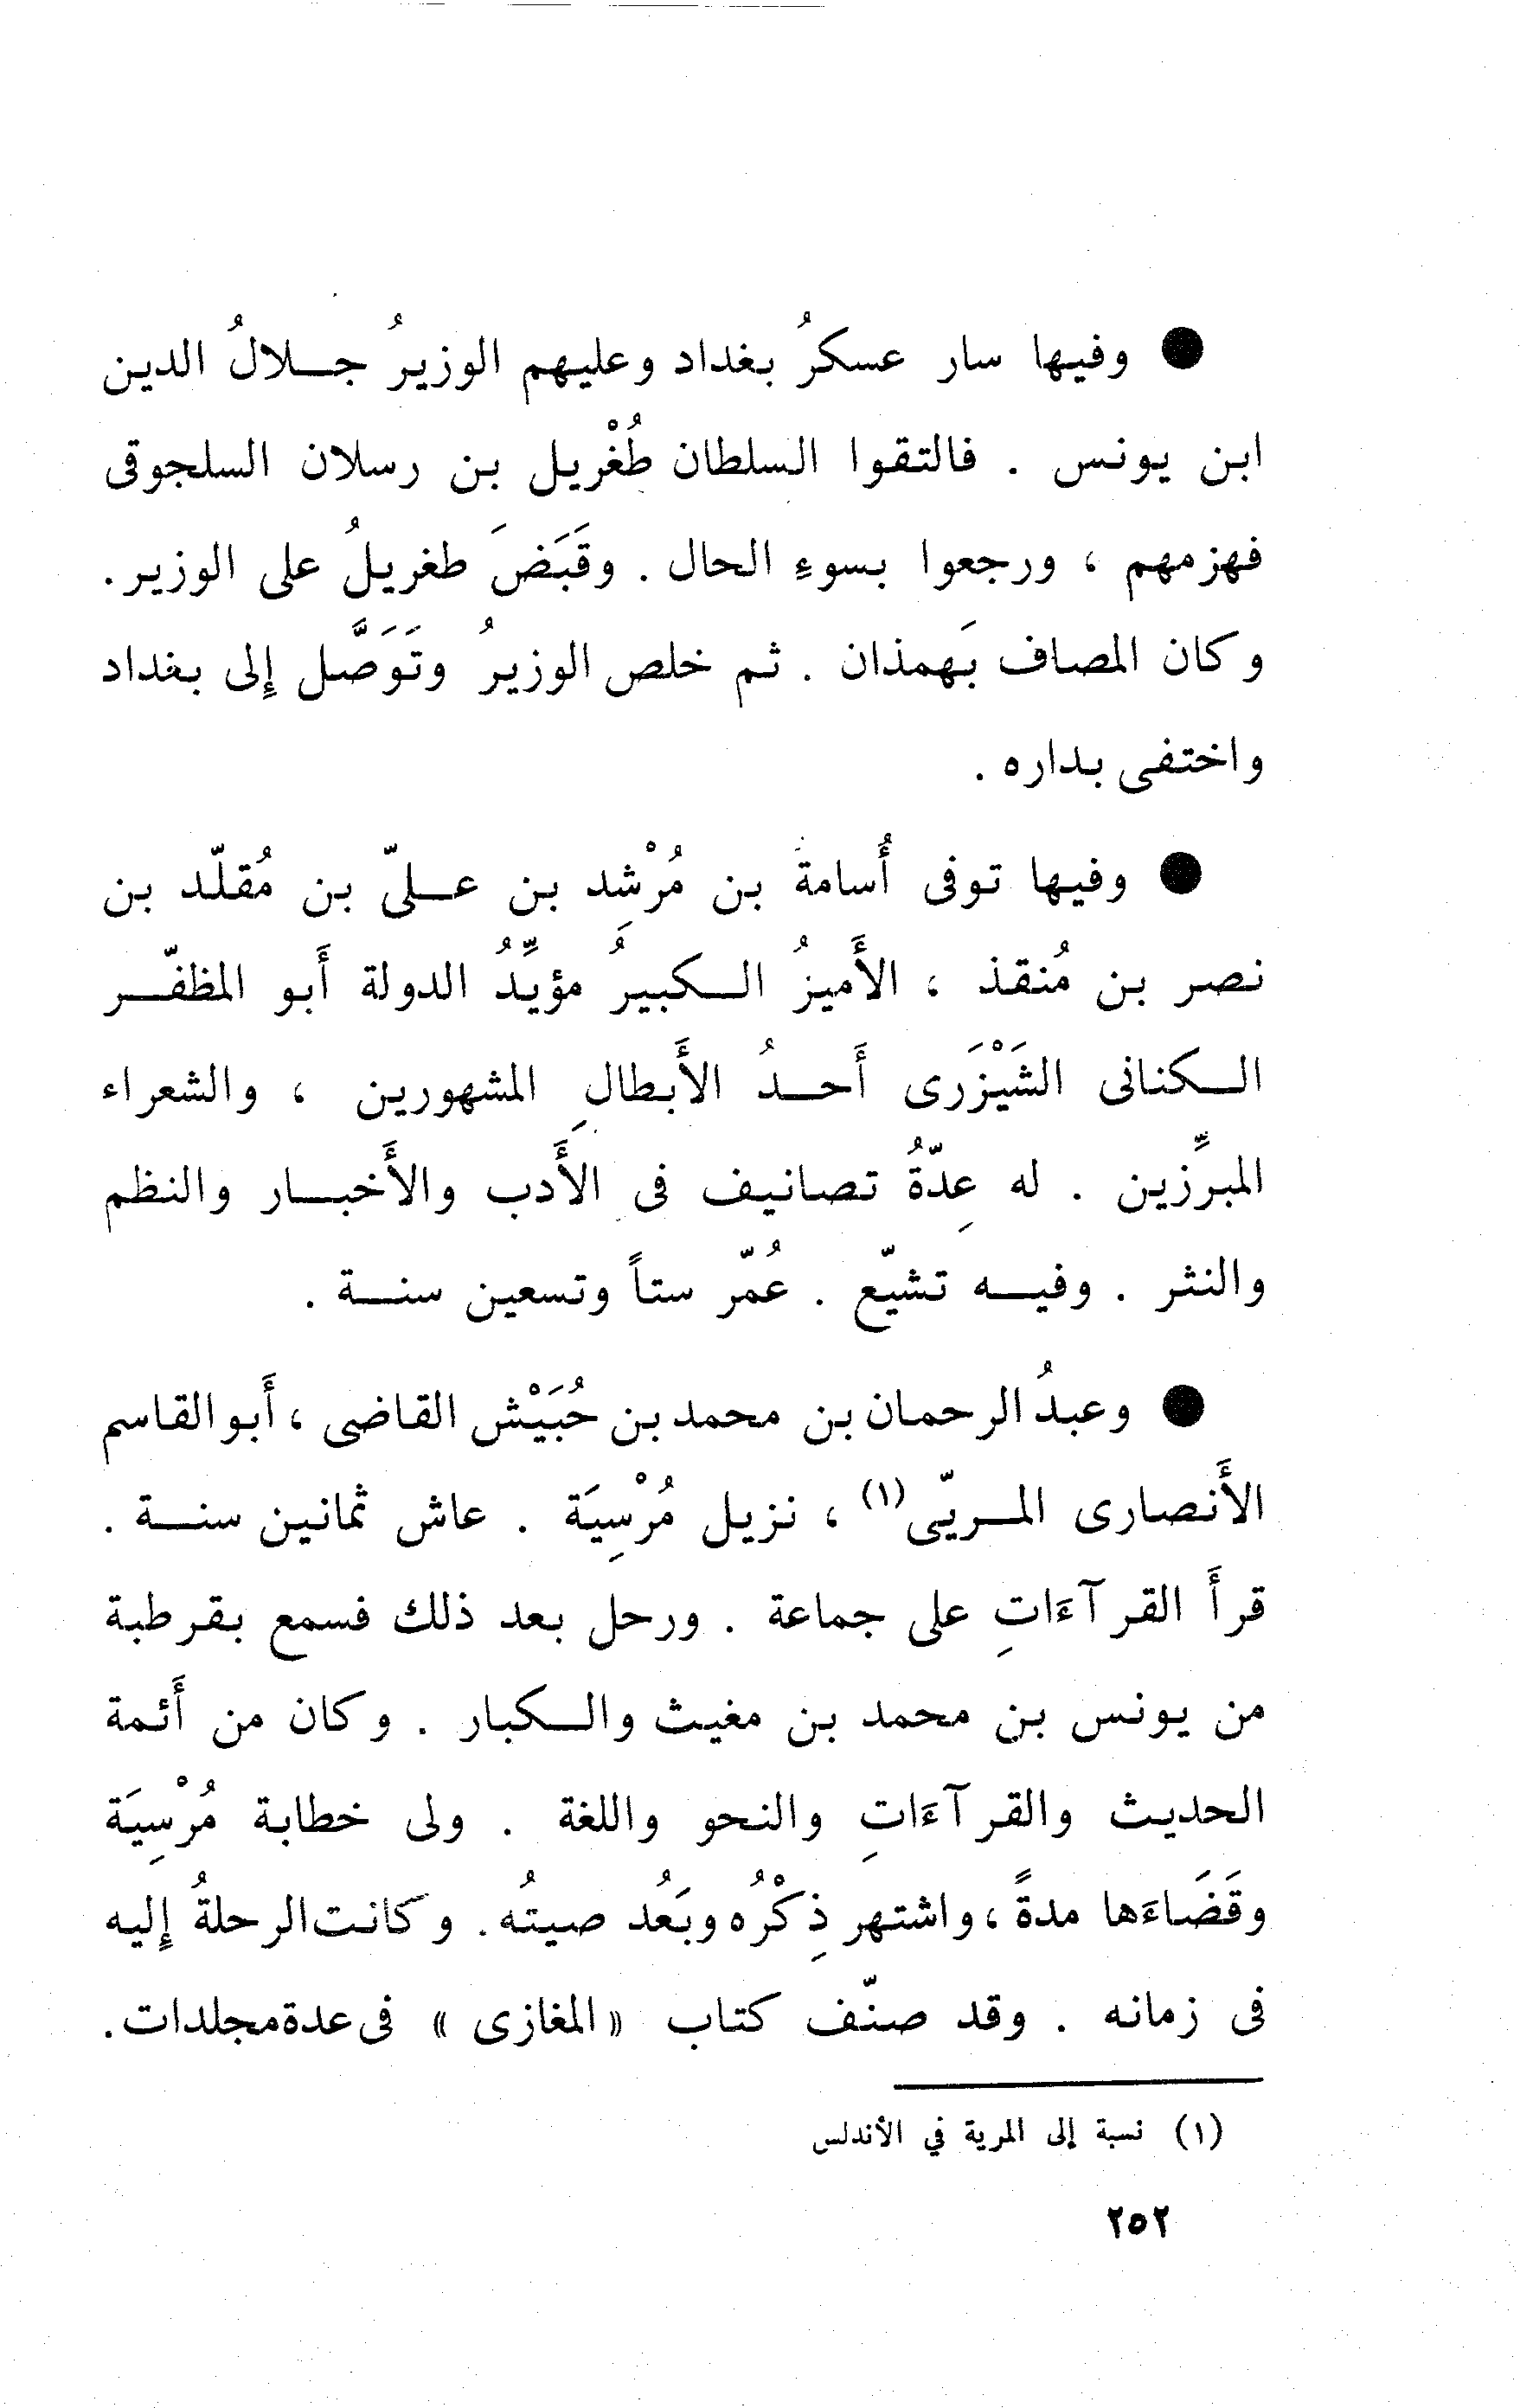 ● وفيها سار عسكرُ بغداد وعليهم الوزيرُ جلالُ الدين
ابن يونس . فالتقوا السلطان طُغْريل بن رسلان السلجوقى
فهزمهم ، ورجعوا بسوءِ الحال . وقَبَضَ طغريلُ على الوزير .
وكان المصاف بَهمذان . ثم خلص الوزيرُ وتَوَصَّل إلى بغداد
واختفى بداره .
● وفيها توفى أُسامة بن مُرْشِد بن علىّ بن مُقلّد بن
نصر بن مُنقذ ، الأَميرُ الكبيرُ مؤيِّدُ الدولة أَبو المظفّر
الكنانى الشَيْزَرى أَحدُ الأَبطالِ المشهورين ، والشعراء
المبرِّزين . له عِدّةُ تصانيف فى الأَدب والأَخبار والنظم
والنثر . وفيه تشيّع . عُمّر ستاً وتسعين سنة .
● وعبدُ الرحمان بن محمد بن حُبَيْش القاضى ، أَبو القاسم
الأَنصارى المريّى(١) ، نزيل مُرْسِيَة . عاش ثمانين سنة .
قرأَ القرآءَاتِ على جماعة . ورحل بعد ذلك فسمع بقرطبة
من يونس بن محمد بن مغيث والكبار . وكان من أَئمة
الحديث والقرآءَاتِ والنحو واللغة . ولى خطابة مُرْسِيَة
وقَضَاءَها مدةً ، واشتهر ذِكْرُه وبَعُد صيتُه . وكانت الرحلةُ إليه
فى زمانه . وقد صنّف كتاب « المغازى » فى عدة مجلدات .
(١) نسبة إلى المرية في الأندلس
٢٥٢